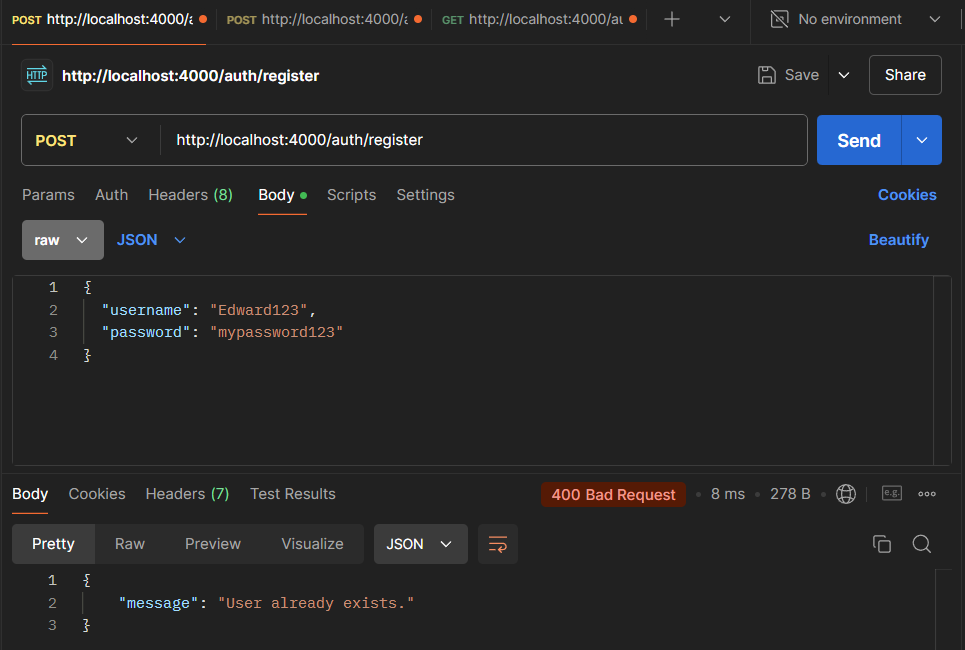 POST http://localhost:4000/a POST http://localhost:4000/a GET http://localhost:4000/au No environment
HTTP http://localhost:4000/auth/register Save Share
POST http://localhost:4000/auth/register Send
Params Auth Headers (8) Body Scripts Settings Cookies
raw JSON Beautify
1 {
2 "username": "Edward123",
3 "password": "mypassword123"
4 }
Body Cookies Headers (7) Test Results 400 Bad Request 8 ms 278 B e.g.
Pretty Raw Preview Visualize JSON
1 {
2 "message": "User already exists."
3 }